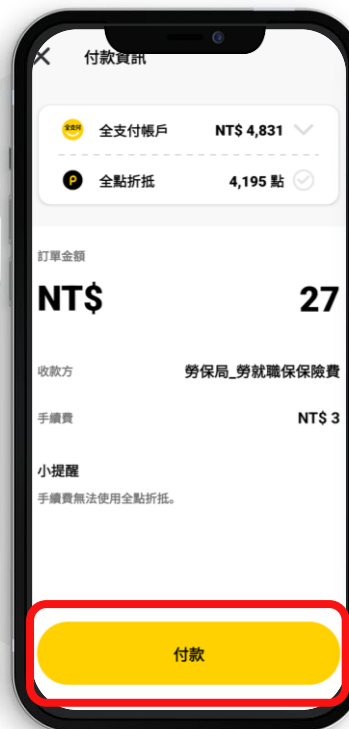 付款資訊
全支付帳戶 NT$ 4,831
P 全點折抵 4,195 點
訂單金額
NT$ 27
收款方 勞保局_勞就職保保險費
手續費 NT$ 3
小提醒
手續費無法使用全點折抵。
付款